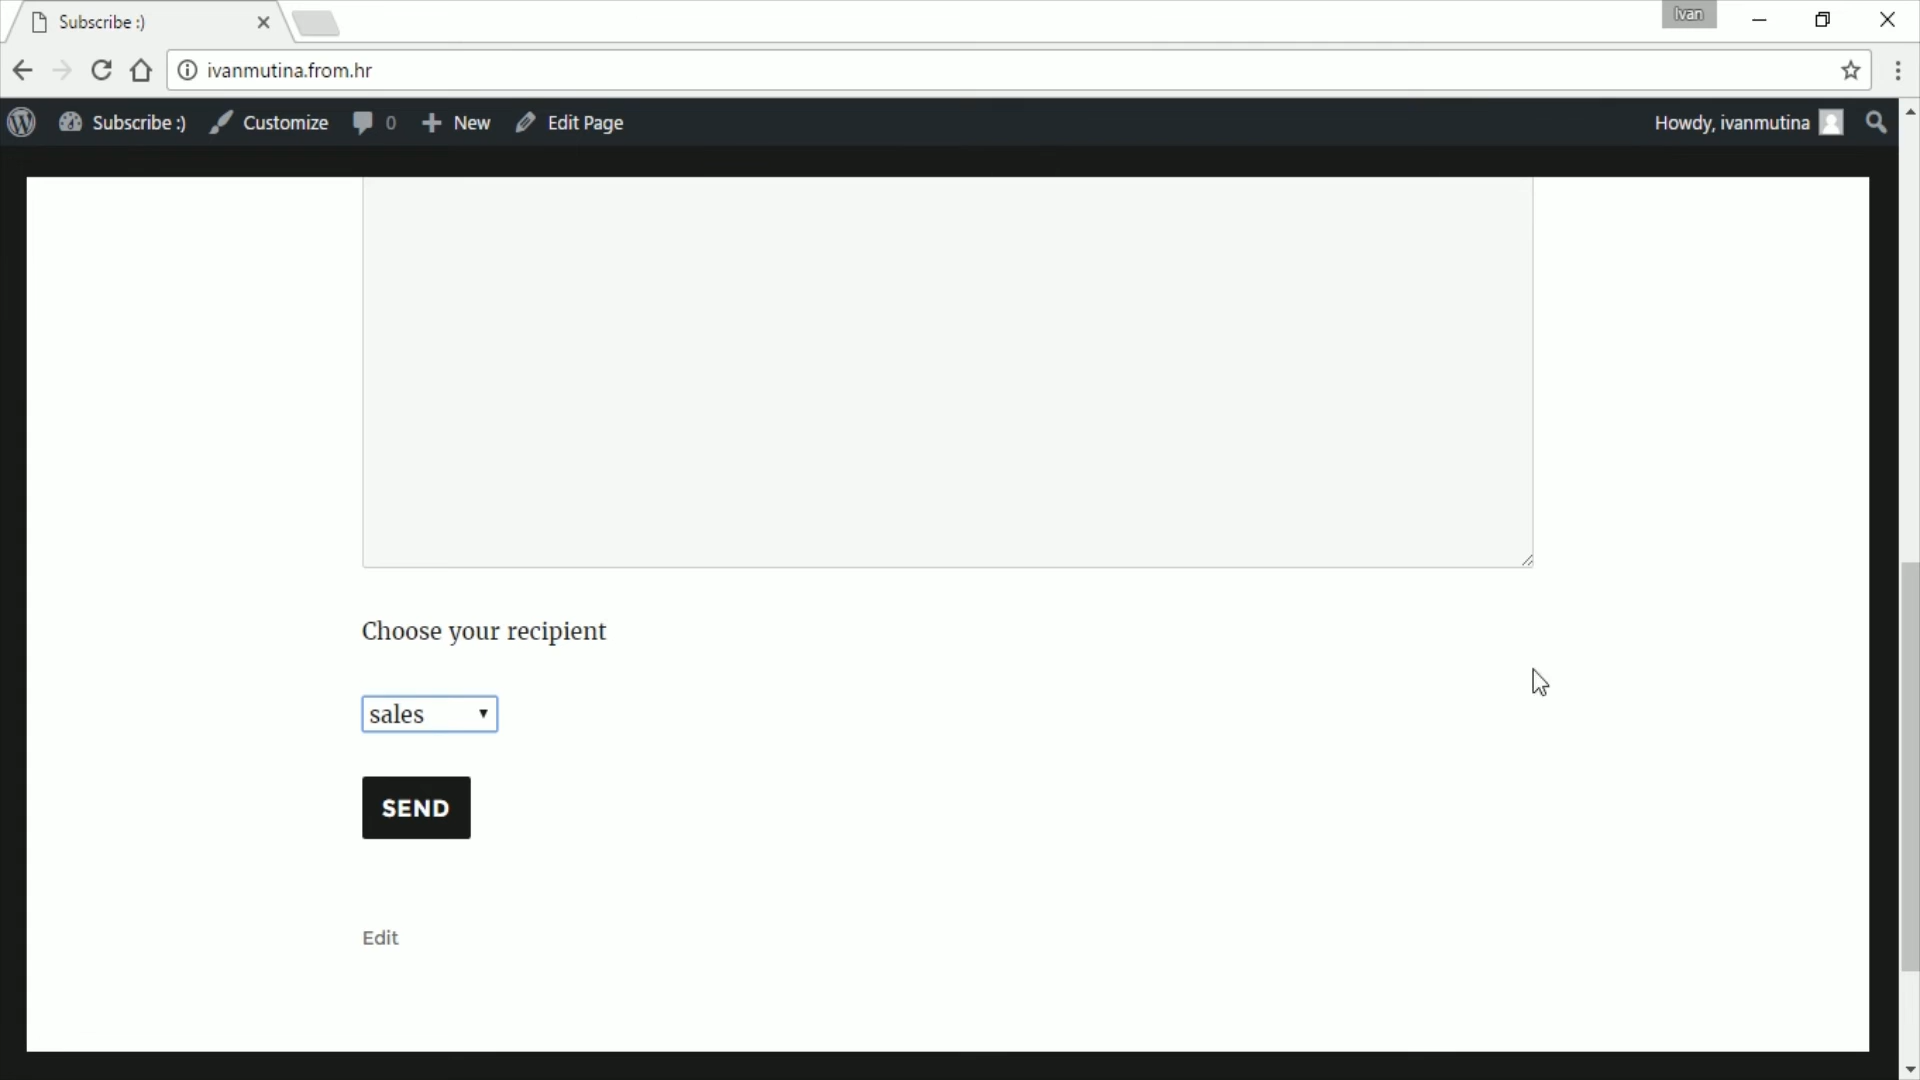 Subscribe :)
Ivan
ivanmutina.from.hr
Subscribe :) Customize 0 New Edit Page Howdy, ivanmutina
Choose your recipient
sales
SEND
Edit